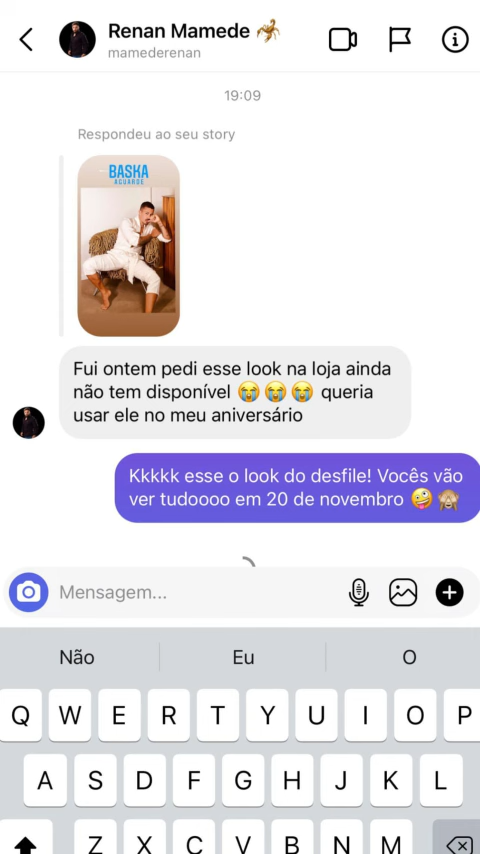 Renan Mamede 🦂
mamederenan
19:09
Respondeu ao seu story
BASKA
AGUARDE
Fui ontem pedi esse look na loja ainda
não tem disponível 😭😭😭 queria
usar ele no meu aniversário
Kkkkk esse o look do desfile! Vocês vão
ver tudoooo em 20 de novembro 🤪🙈
Mensagem...
Não Eu O
Q W E R T Y U I O P
A S D F G H J K L
Z X C V B N M